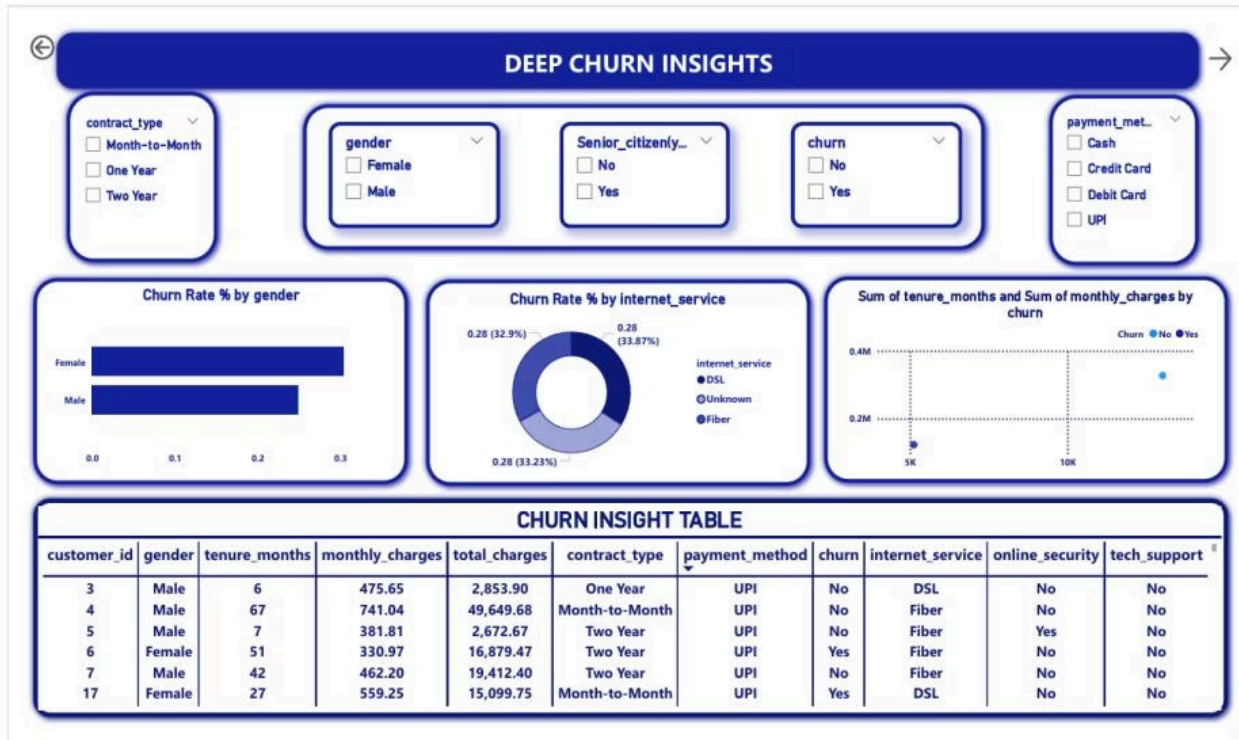 DEEP CHURN INSIGHTS
contract_type
Month-to-Month
One Year
Two Year
gender
Female
Male
Senior_citizen(y...
No
Yes
churn
No
Yes
payment_met...
Cash
Credit Card
Debit Card
UPI
Churn Rate % by gender
Female
Male
0.0 0.1 0.2 0.3
Churn Rate % by internet_service
0.28 (32.9%)
0.28
(33.87%)
0.28 (33.23%)
internet_service
DSL
Unknown
Fiber
Sum of tenure_months and Sum of monthly_charges by
churn
Churn No Yes
0.4M
0.2M
5K 10K
CHURN INSIGHT TABLE
customer_id gender tenure_months monthly_charges total_charges contract_type payment_method churn internet_service online_security tech_support
3 Male 6 475.65 2,853.90 One Year UPI No DSL No No
4 Male 67 741.04 49,649.68 Month-to-Month UPI No Fiber No No
5 Male 7 381.81 2,672.67 Two Year UPI No Fiber Yes No
6 Female 51 330.97 16,879.47 Two Year UPI Yes Fiber No No
7 Male 42 462.20 19,412.40 Two Year UPI No Fiber No No
17 Female 27 559.25 15,099.75 Month-to-Month UPI Yes DSL No No